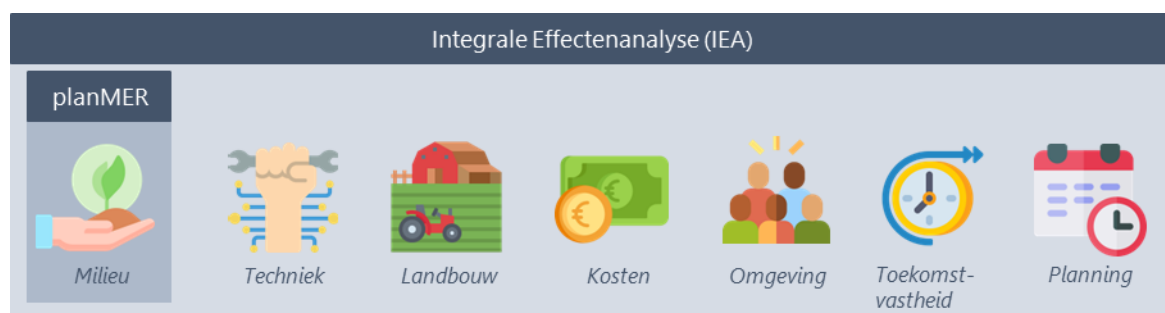 Integrale Effectenanalyse (IEA)
planMER
Milieu
Techniek
Landbouw
Kosten
Omgeving
Toekomst-
vastheid
Planning